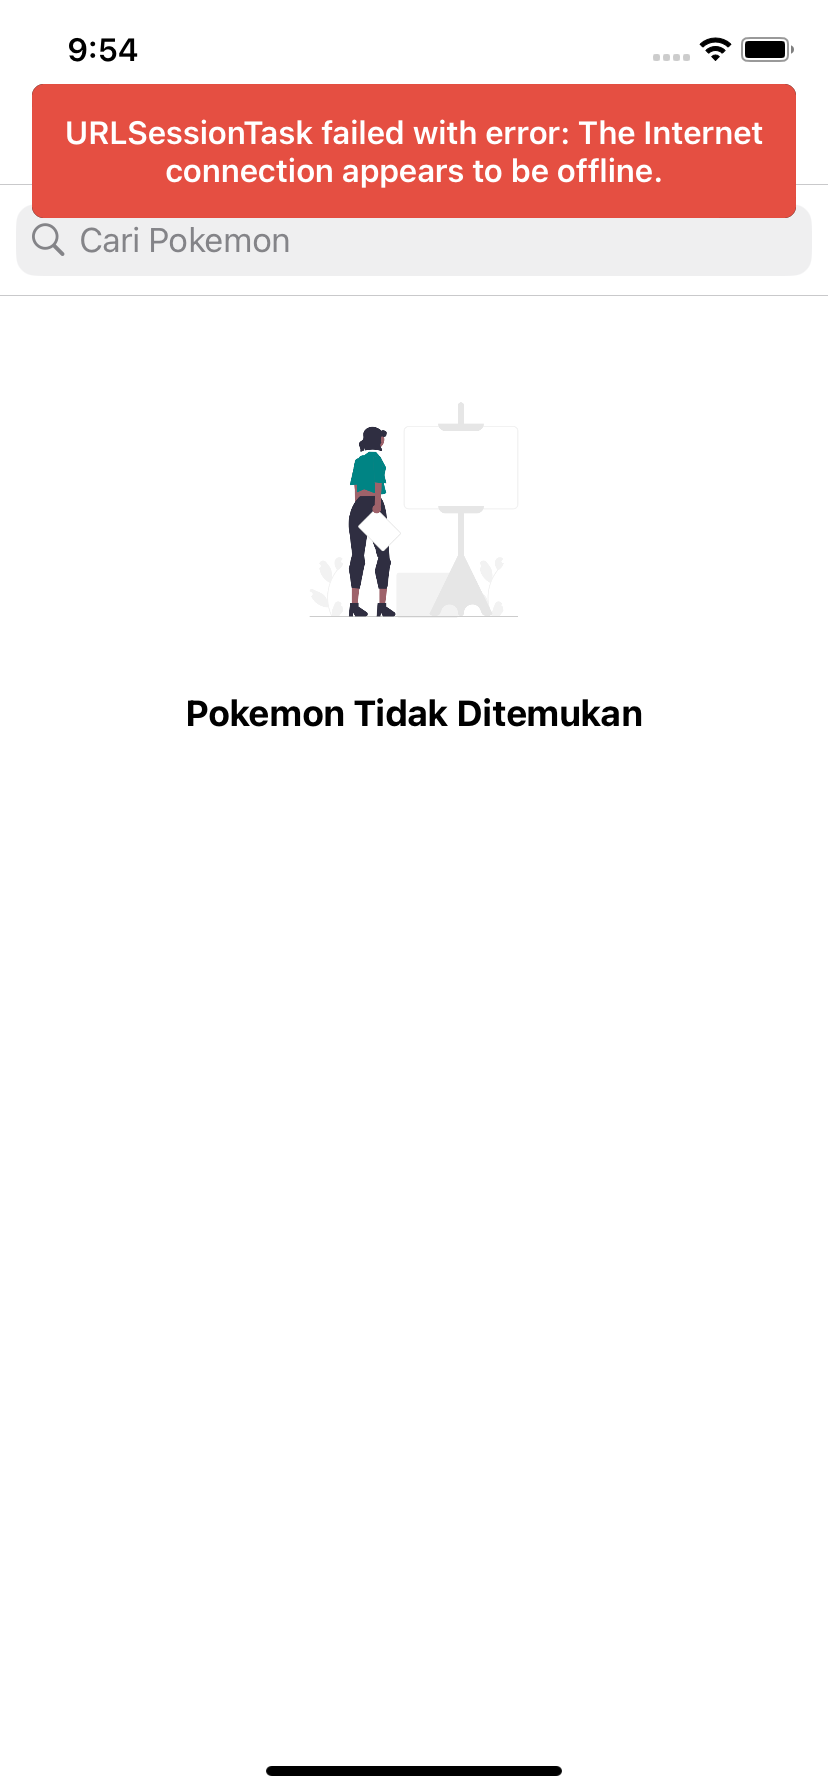 9:54
URLSessionTask failed with error: The Internet
connection appears to be offline.
Cari Pokemon
Pokemon Tidak Ditemukan